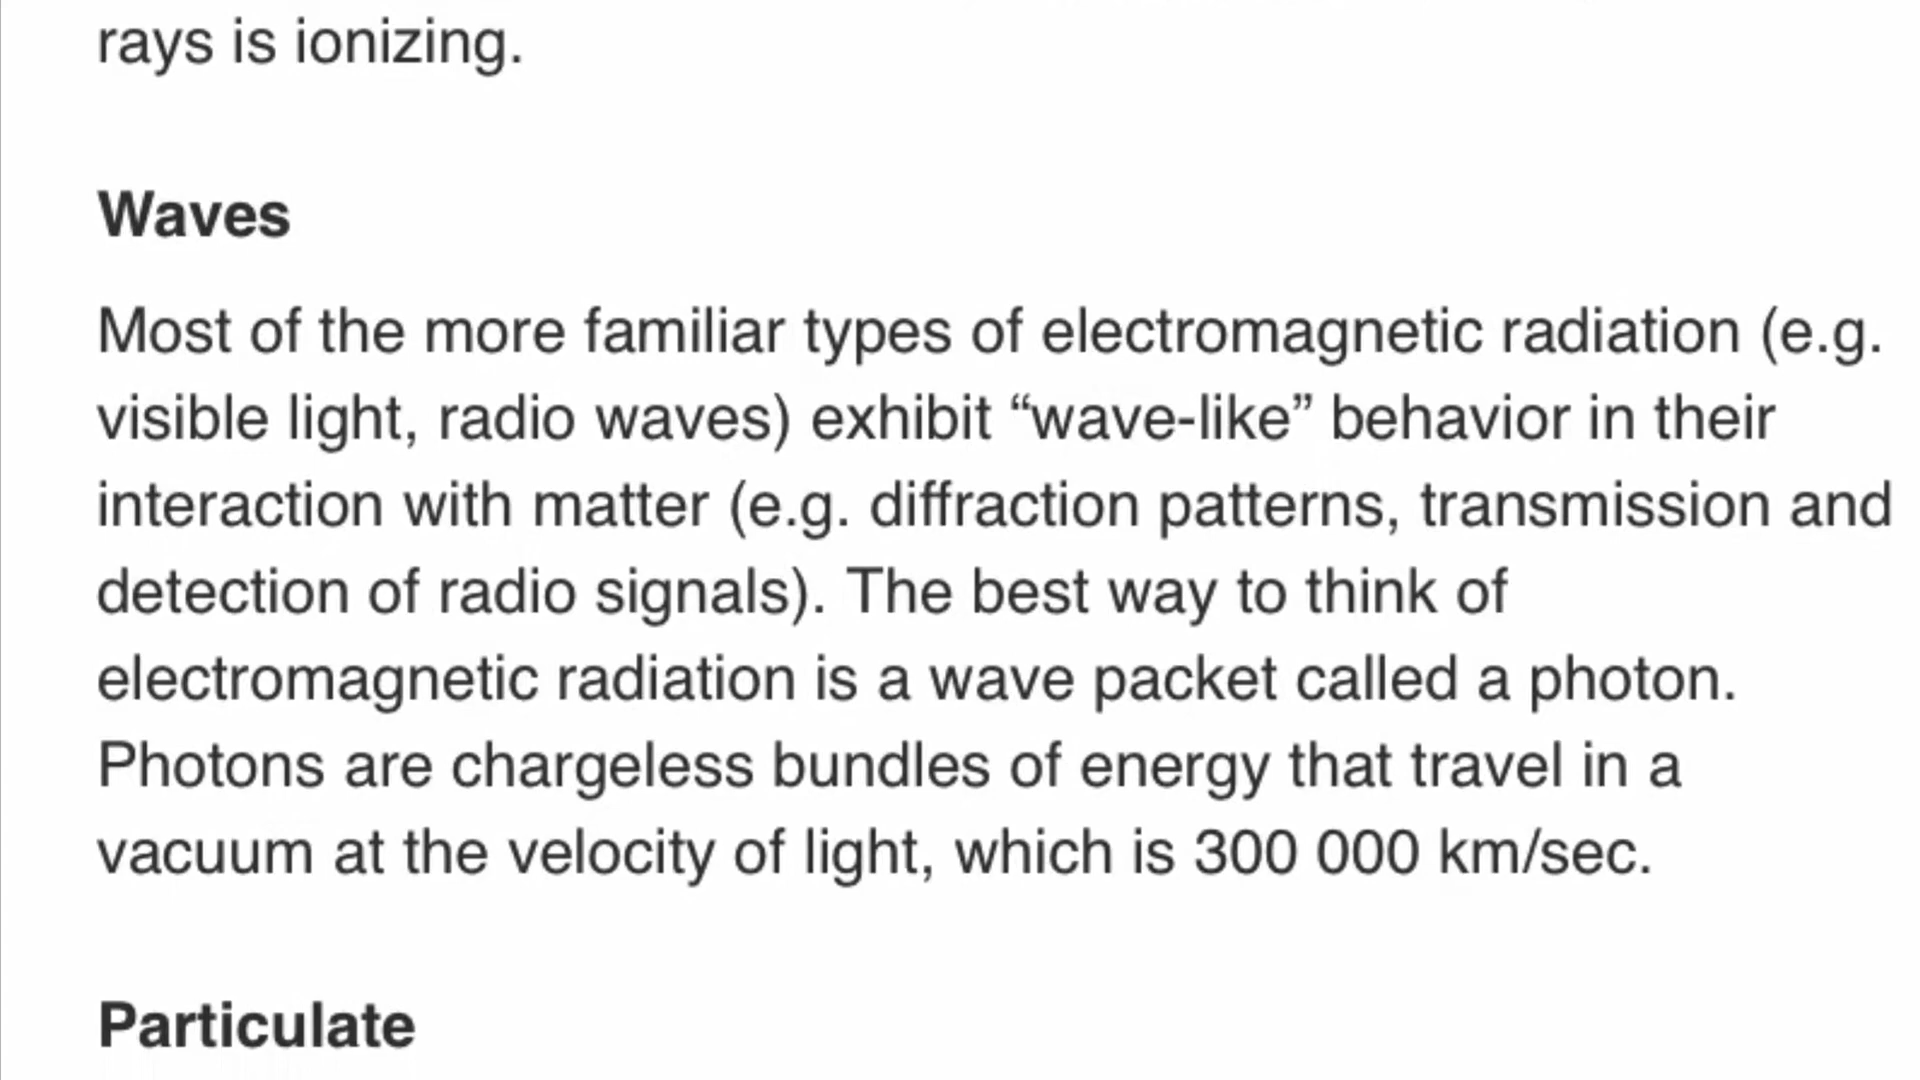 rays is ionizing.
Waves
Most of the more familiar types of electromagnetic radiation (e.g.
visible light, radio waves) exhibit “wave-like” behavior in their
interaction with matter (e.g. diffraction patterns, transmission and
detection of radio signals). The best way to think of
electromagnetic radiation is a wave packet called a photon.
Photons are chargeless bundles of energy that travel in a
vacuum at the velocity of light, which is 300 000 km/sec.
Particulate